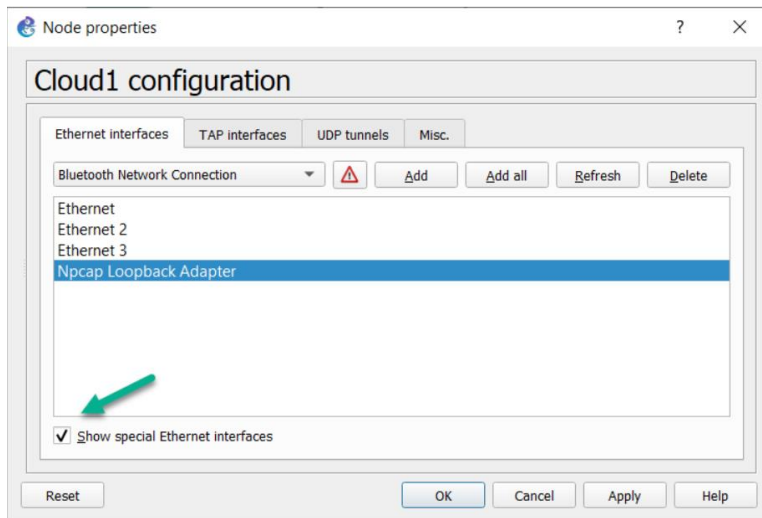 Node properties
?
Cloud1 configuration
Ethernet interfaces TAP interfaces UDP tunnels Misc.
Bluetooth Network Connection Add Add all Refresh Delete
Ethernet
Ethernet 2
Ethernet 3
Npcap Loopback Adapter
Show special Ethernet interfaces
Reset OK Cancel Apply Help